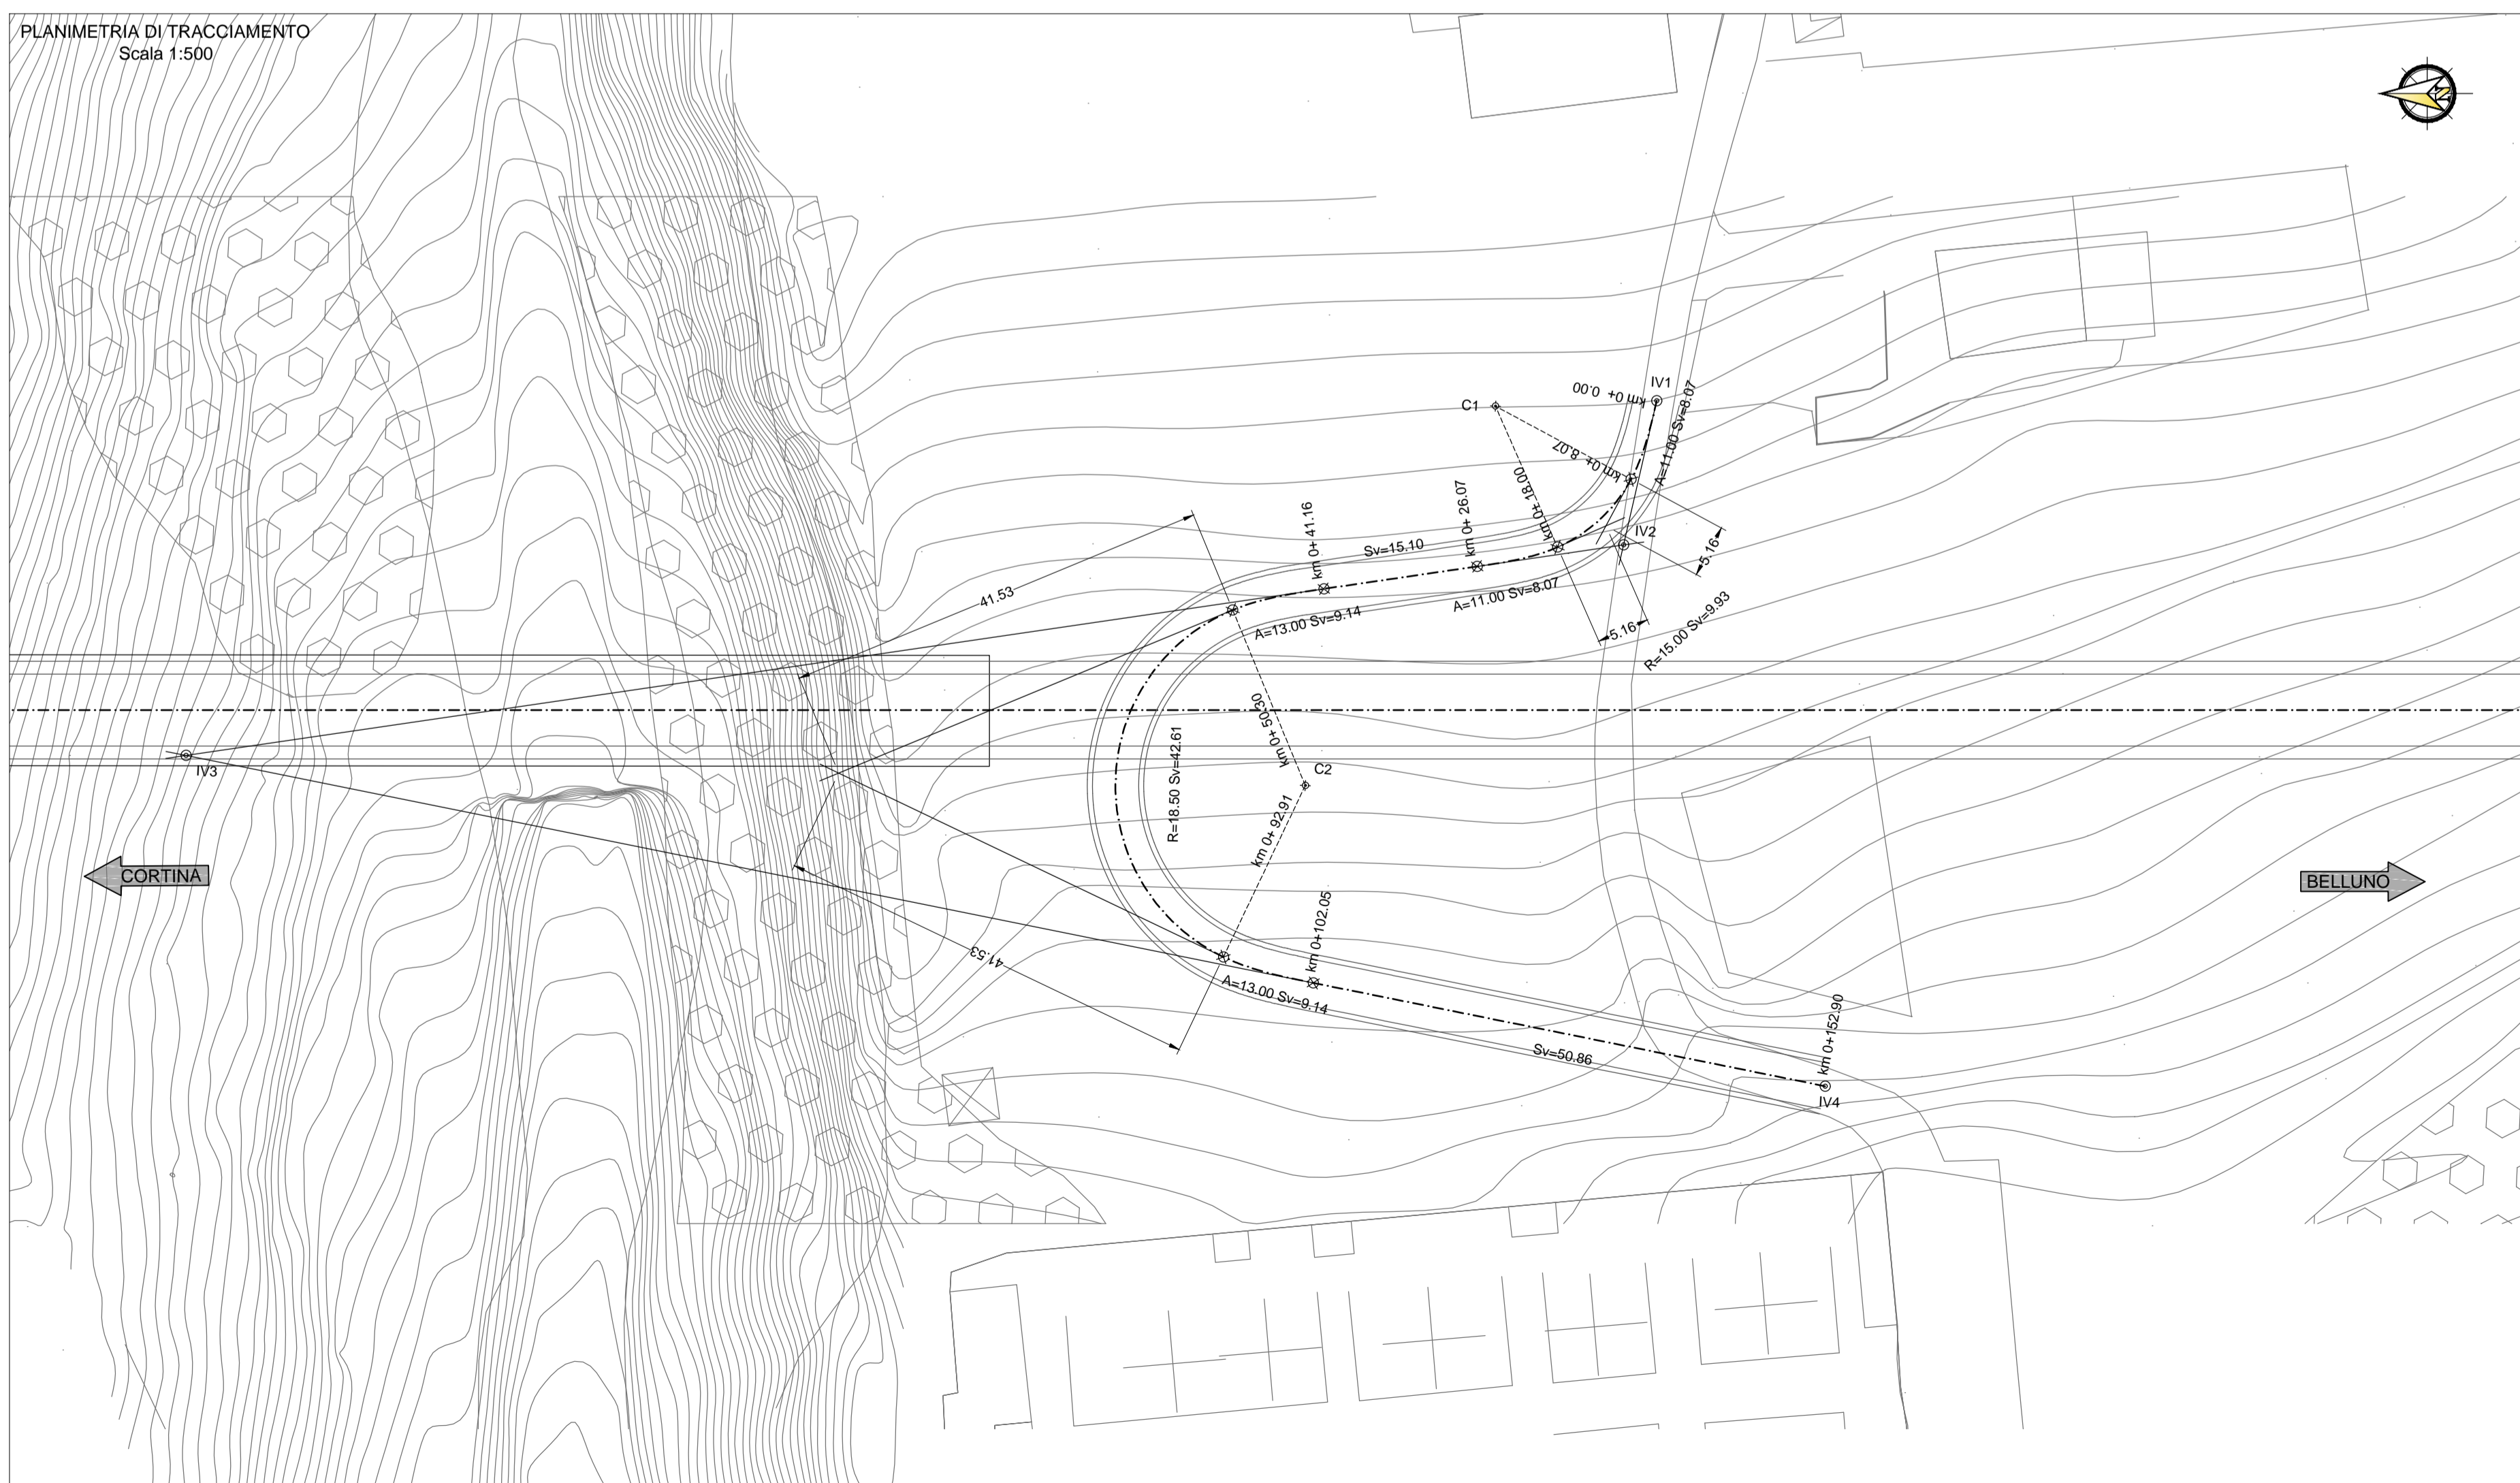 PLANIMETRIA DI TRACCIAMENTO
Scala 1:500
N
IV1
km 0+ 0.00
C1
A=11.00 Sv=8.07
km 0+ 8.07
km 0+ 18.00
km 0+ 26.07
km 0+ 41.16
IV2
5.16
Sv=15.10
41.53
A=11.00 Sv=8.07
A=13.00 Sv=9.14
5.16
R=15.00 Sv=9.93
km 0+ 50.30
IV3
C2
R=18.50 Sv=42.61
km 0+ 92.91
CORTINA
BELLUNO
km 0+102.05
41.53
A=13.00 Sv=9.14
km 0+152.90
Sv=50.86
IV4